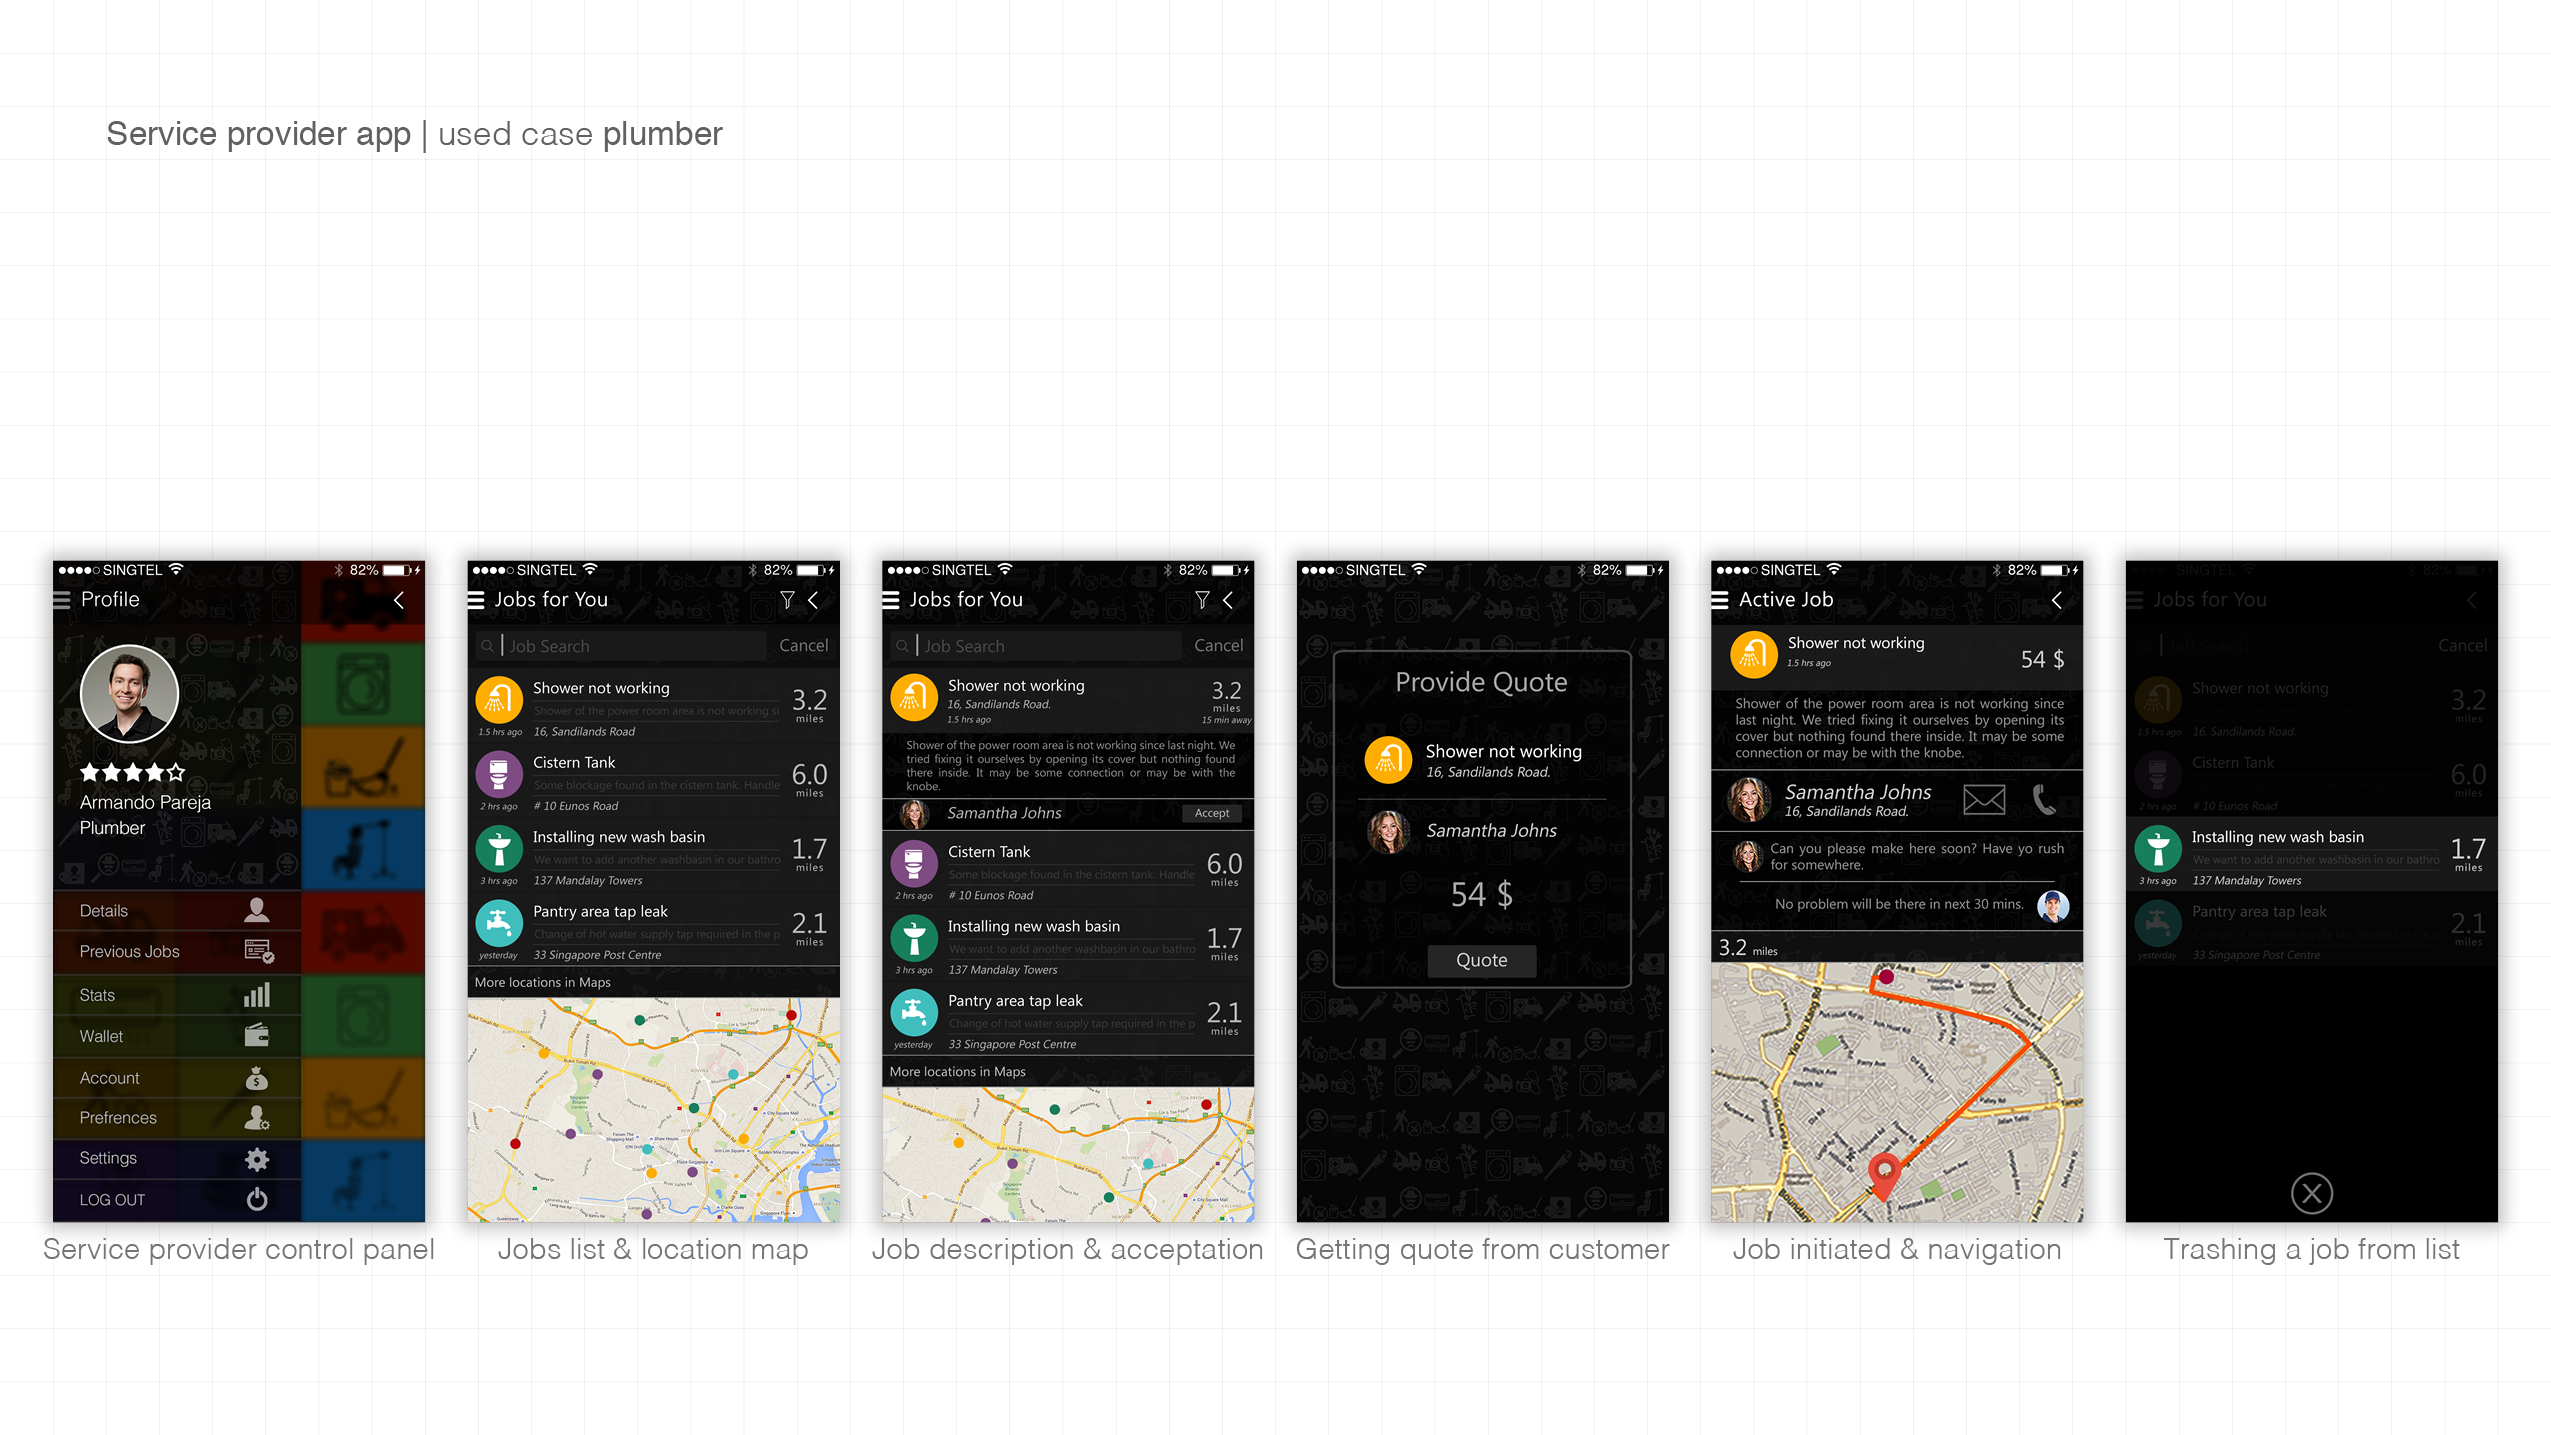 Service provider app | used case plumber
●●●●○ SINGTEL 82%
Profile
Armando Pareja
Plumber
Details
Previous Jobs
Stats
Wallet
Account
Prefrences
Settings
LOG OUT
Service provider control panel
●●●●○ SINGTEL 82%
Jobs for You
Job Search Cancel
Shower not working
Shower of the power room area is not working si
3.2
miles
1.5 hrs ago 16, Sandilands Road
Cistern Tank
Some blockage found in the cistern tank. Handle
6.0
miles
2 hrs ago # 10 Eunos Road
Installing new wash basin
We want to add another washbasin in our bathro
1.7
miles
3 hrs ago 137 Mandalay Towers
Pantry area tap leak
Change of hot water supply tap required in the p
2.1
miles
yesterday 33 Singapore Post Centre
More locations in Maps
Jobs list & location map
●●●●○ SINGTEL 82%
Jobs for You
Job Search Cancel
Shower not working
16, Sandilands Road.
1.5 hrs ago
3.2
miles
15 min away
Shower of the power room area is not working since last night. We
tried fixing it ourselves by opening its cover but nothing found
there inside. It may be some connection or may be with the
knobe.
Samantha Johns Accept
Cistern Tank
Some blockage found in the cistern tank. Handle
6.0
miles
2 hrs ago # 10 Eunos Road
Installing new wash basin
We want to add another washbasin in our bathro
1.7
miles
3 hrs ago 137 Mandalay Towers
Pantry area tap leak
Change of hot water supply tap required in the p
2.1
miles
yesterday 33 Singapore Post Centre
More locations in Maps
Job description & acceptation
●●●●○ SINGTEL 82%
Provide Quote
Shower not working
16, Sandilands Road.
Samantha Johns
54 $
Quote
Getting quote from customer
●●●●○ SINGTEL 82%
Active Job
Shower not working
1.5 hrs ago
54 $
Shower of the power room area is not working since
last night. We tried fixing it ourselves by opening its
cover but nothing found there inside. It may be some
connection or may be with the knobe.
Samantha Johns
16, Sandilands Road.
Can you please make here soon? Have yo rush
for somewhere.
No problem will be there in next 30 mins.
3.2 miles
Job initiated & navigation
SINGTEL 82%
Jobs for You
Job Search Cancel
Shower not working
3.2
miles
1.5 hrs ago 16, Sandilands Road.
Cistern Tank
6.0
miles
2 hrs ago # 10 Eunos Road
Installing new wash basin
We want to add another washbasin in our bathro
1.7
miles
3 hrs ago 137 Mandalay Towers
Pantry area tap leak
Change of hot water supply tap required in the p
2.1
miles
yesterday 33 Singapore Post Centre
Trashing a job from list